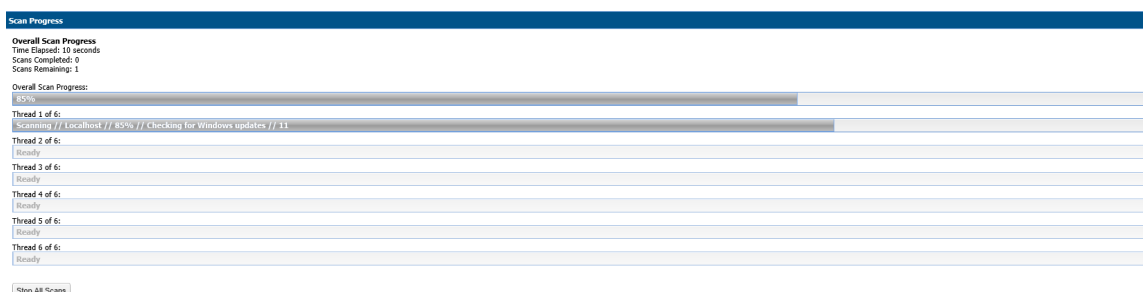 Scan Progress
Overall Scan Progress
Time Elapsed: 10 seconds
Scans Completed: 0
Scans Remaining: 1
Overall Scan Progress:
85%
Thread 1 of 6:
Scanning // Localhost // 85% // Checking for Windows updates // 11
Thread 2 of 6:
Ready
Thread 3 of 6:
Ready
Thread 4 of 6:
Ready
Thread 5 of 6:
Ready
Thread 6 of 6:
Ready
Stop All Scans